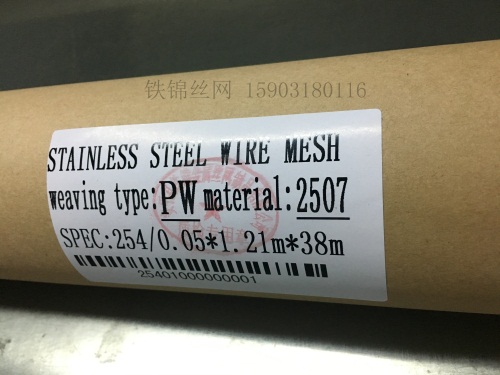 铁锦丝网 15903180116
STAINLESS STEEL WIRE MESH
weaving type:PW material:2507
SPEC:254/0.05*1.21m*38m
25401000000001